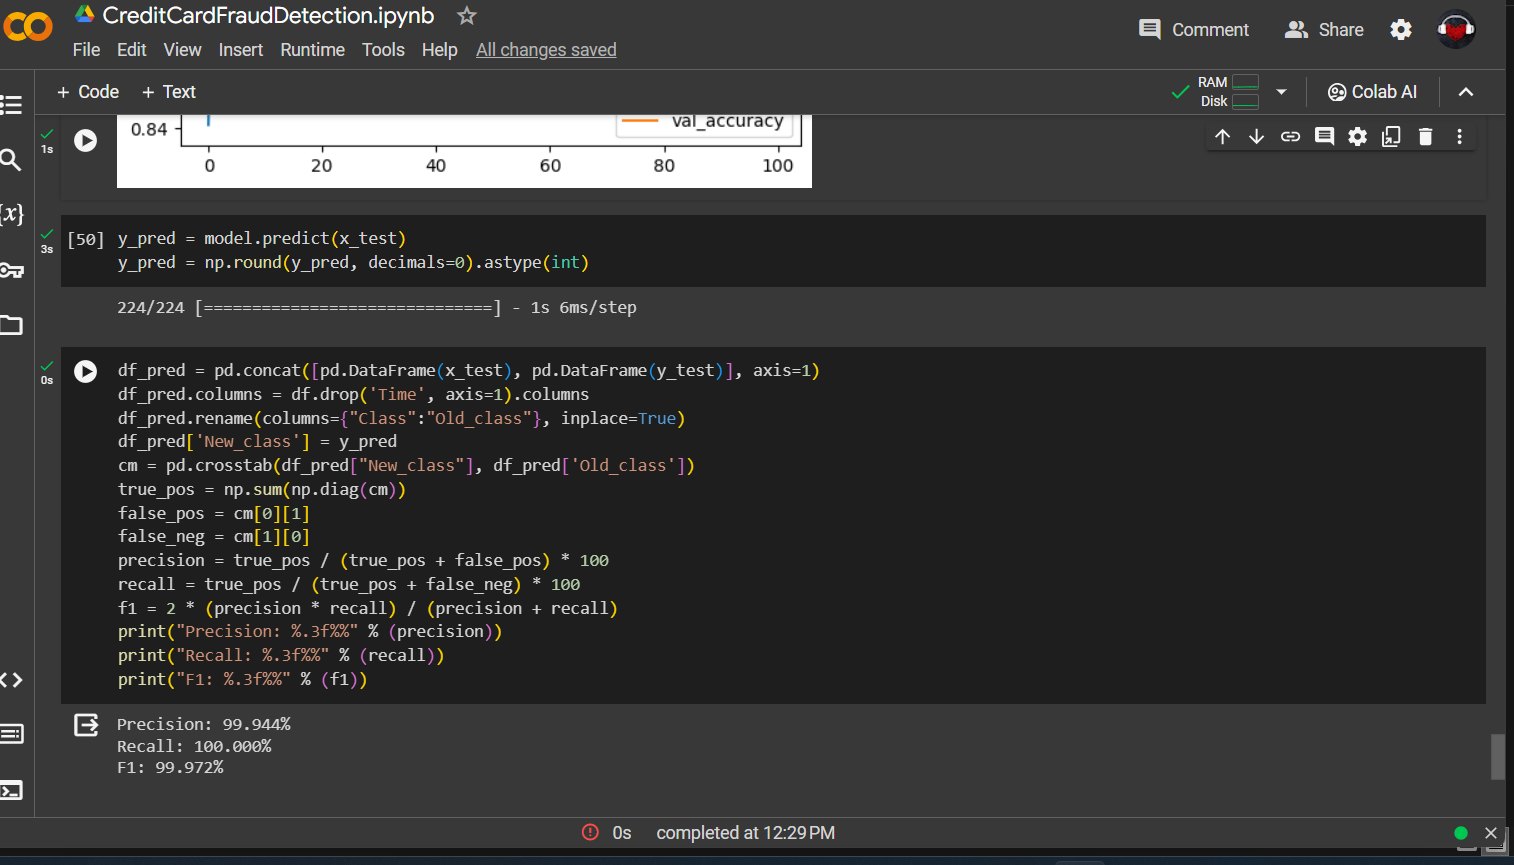 CreditCardFraudDetection.ipynb
Comment
Share
File Edit View Insert Runtime Tools Help All changes saved
+ Code + Text
RAM
Disk
Colab AI
1s
0.84
val_accuracy
0 20 40 60 80 100
{x}
3s
[50] y_pred = model.predict(x_test)
y_pred = np.round(y_pred, decimals=0).astype(int)
224/224 [==============================] - 1s 6ms/step
0s
df_pred = pd.concat([pd.DataFrame(x_test), pd.DataFrame(y_test)], axis=1)
df_pred.columns = df.drop('Time', axis=1).columns
df_pred.rename(columns={"Class":"Old_class"}, inplace=True)
df_pred['New_class'] = y_pred
cm = pd.crosstab(df_pred["New_class"], df_pred['Old_class'])
true_pos = np.sum(np.diag(cm))
false_pos = cm[0][1]
false_neg = cm[1][0]
precision = true_pos / (true_pos + false_pos) * 100
recall = true_pos / (true_pos + false_neg) * 100
f1 = 2 * (precision * recall) / (precision + recall)
print("Precision: %.3f%%" % (precision))
print("Recall: %.3f%%" % (recall))
print("F1: %.3f%%" % (f1))
Precision: 99.944%
Recall: 100.000%
F1: 99.972%
0s completed at 12:29 PM